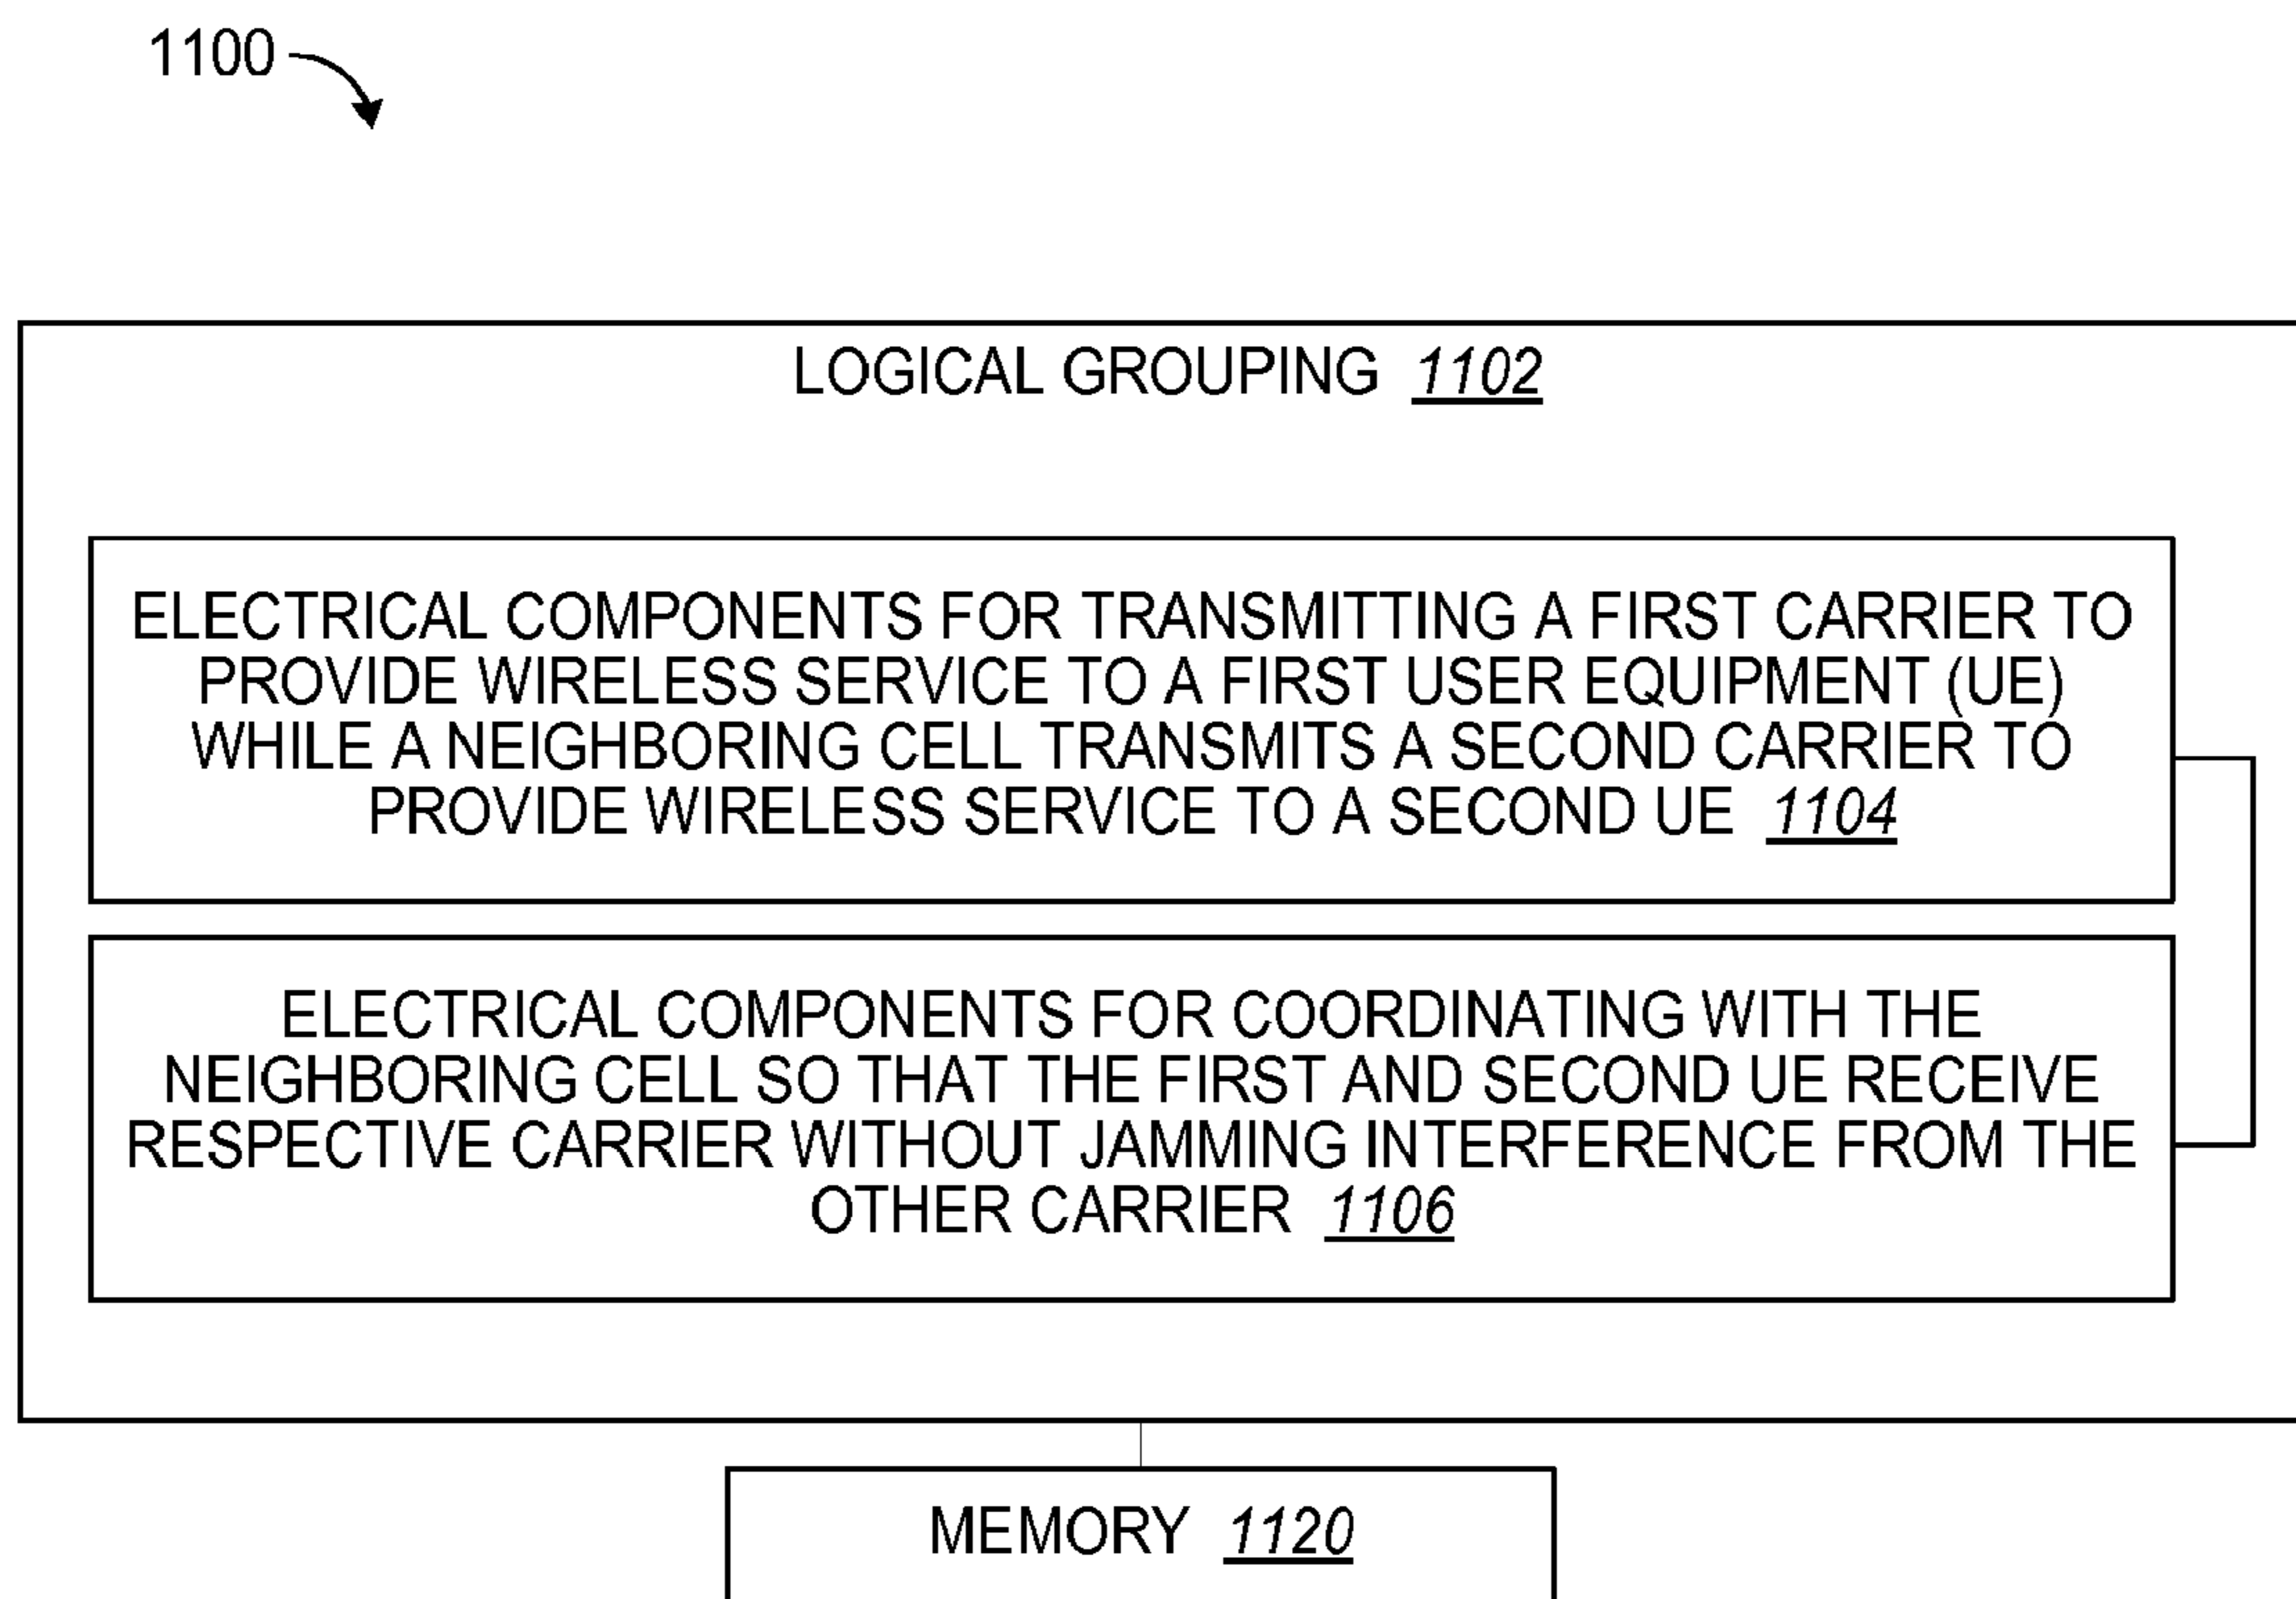 1100
LOGICAL GROUPING 1102
ELECTRICAL COMPONENTS FOR TRANSMITTING A FIRST CARRIER TO
PROVIDE WIRELESS SERVICE TO A FIRST USER EQUIPMENT (UE)
WHILE A NEIGHBORING CELL TRANSMITS A SECOND CARRIER TO
PROVIDE WIRELESS SERVICE TO A SECOND UE 1104
ELECTRICAL COMPONENTS FOR COORDINATING WITH THE
NEIGHBORING CELL SO THAT THE FIRST AND SECOND UE RECEIVE
RESPECTIVE CARRIER WITHOUT JAMMING INTERFERENCE FROM THE
OTHER CARRIER 1106
MEMORY 1120